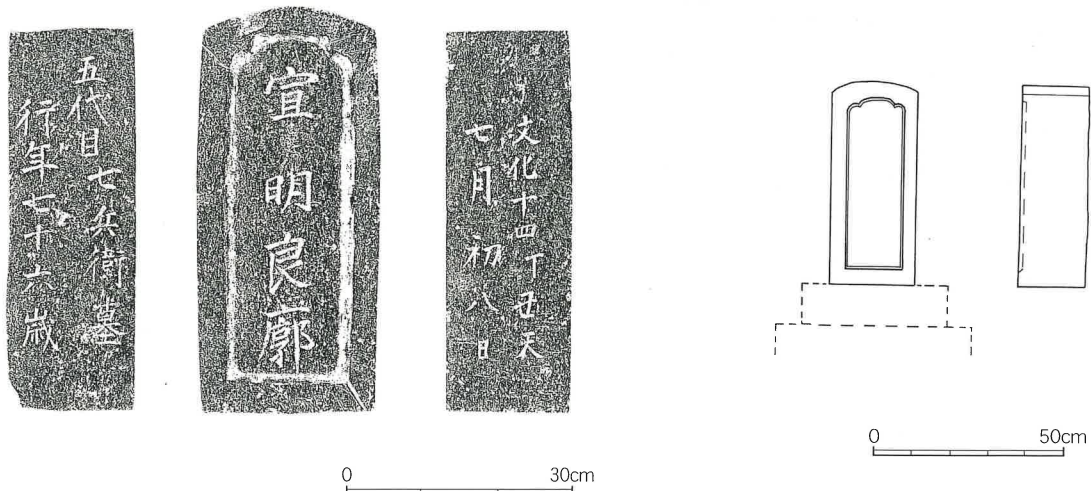 文化十四丁丑天
七月初八日
宣明良廓
五代目七兵衛墓
行年七十六歳
0 30cm
0 50cm